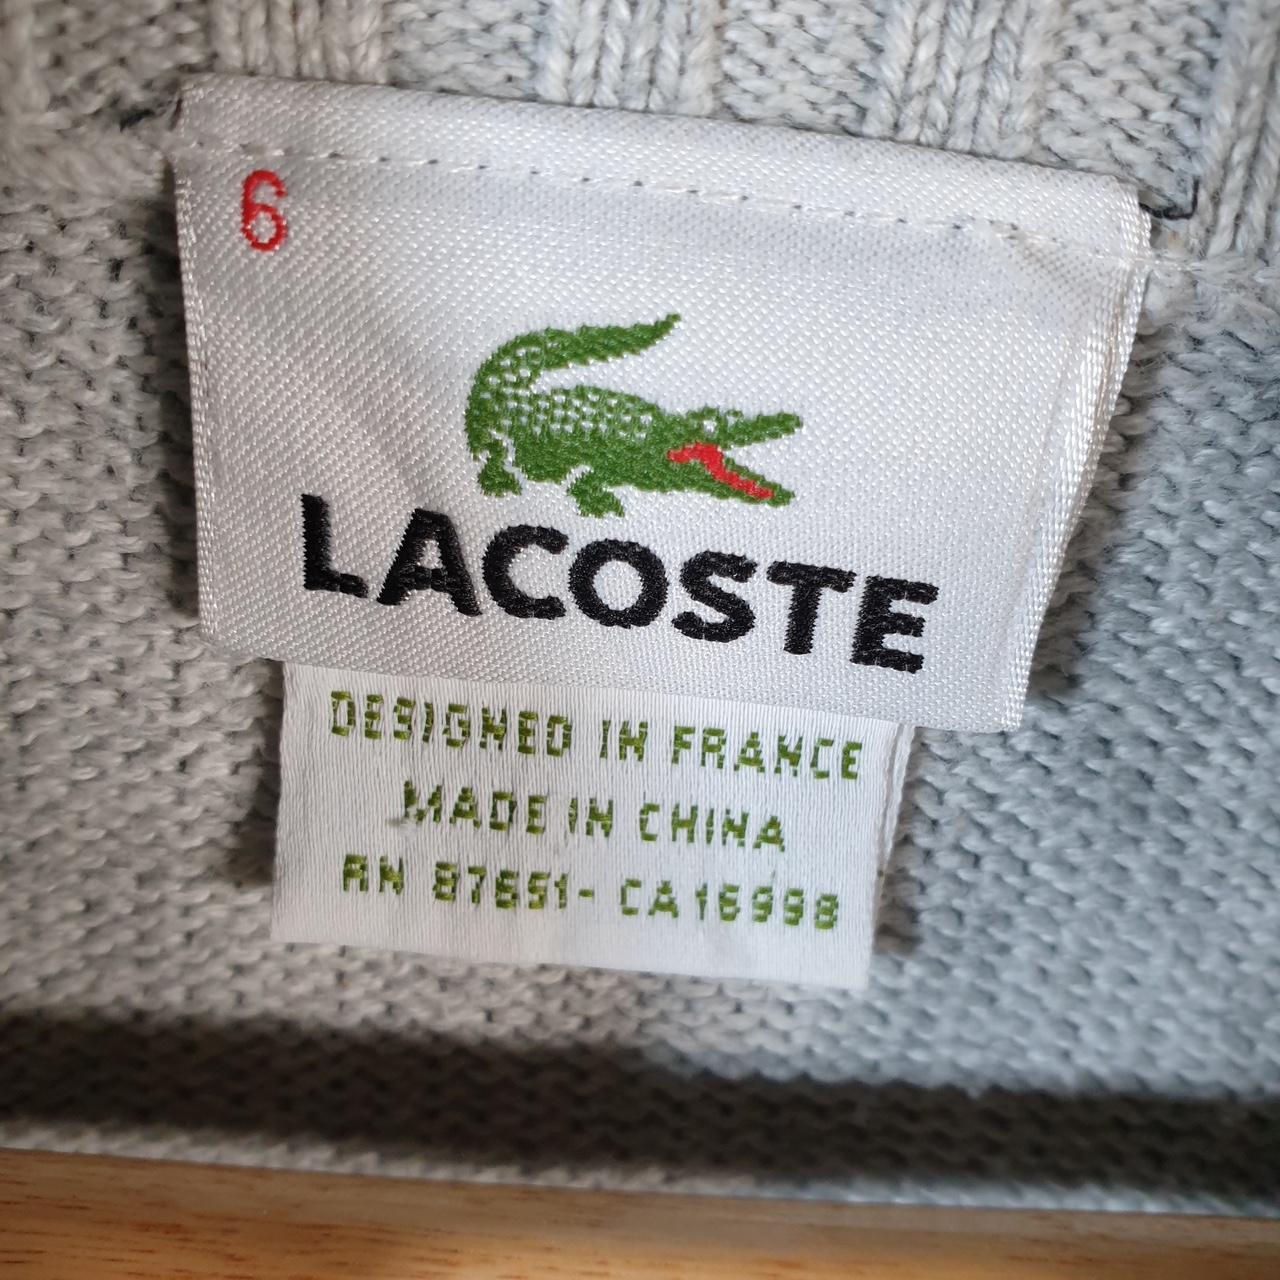 6
LACOSTE
DESIGNED IN FRANCE
MADE IN CHINA
RN 87651- CA16998